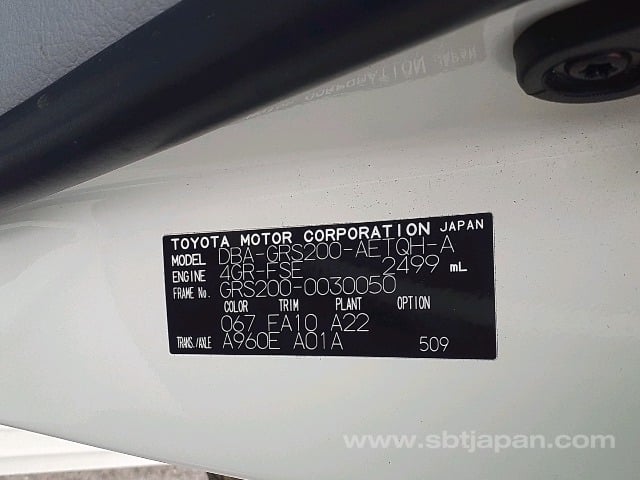 TOYOTA MOTOR CORPORATION JAPAN
MODEL DBA-GRS200-AETQH-A
ENGINE 4GR-FSE 2499 mL
FRAME No. GRS200-0030050
COLOR TRIM PLANT OPTION
067 FA10 A22
TRANS./AXLE A960E A01A 509
www.sbtjapan.com